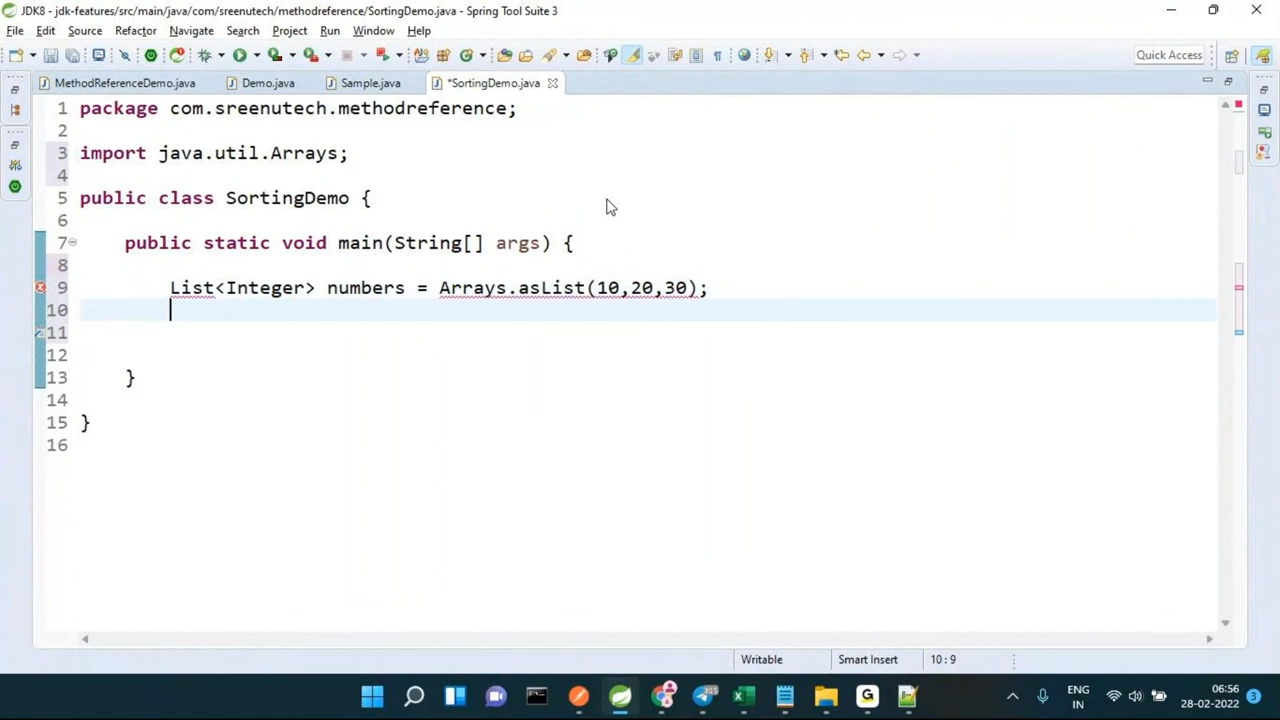 JDK8 - jdk-features/src/main/java/com/sreenutech/methodreference/SortingDemo.java - Spring Tool Suite 3
File Edit Source Refactor Navigate Search Project Run Window Help
Quick Access
MethodReferenceDemo.java Demo.java Sample.java *SortingDemo.java
1 package com.sreenutech.methodreference;
2
3 import java.util.Arrays;
4
5 public class SortingDemo {
6
7 public static void main(String[] args) {
8
9 List<Integer> numbers = Arrays.asList(10,20,30);
10
11
12
13 }
14
15 }
16
Writable Smart Insert 10 : 9
ENG
IN
06:56
28-02-2022
3